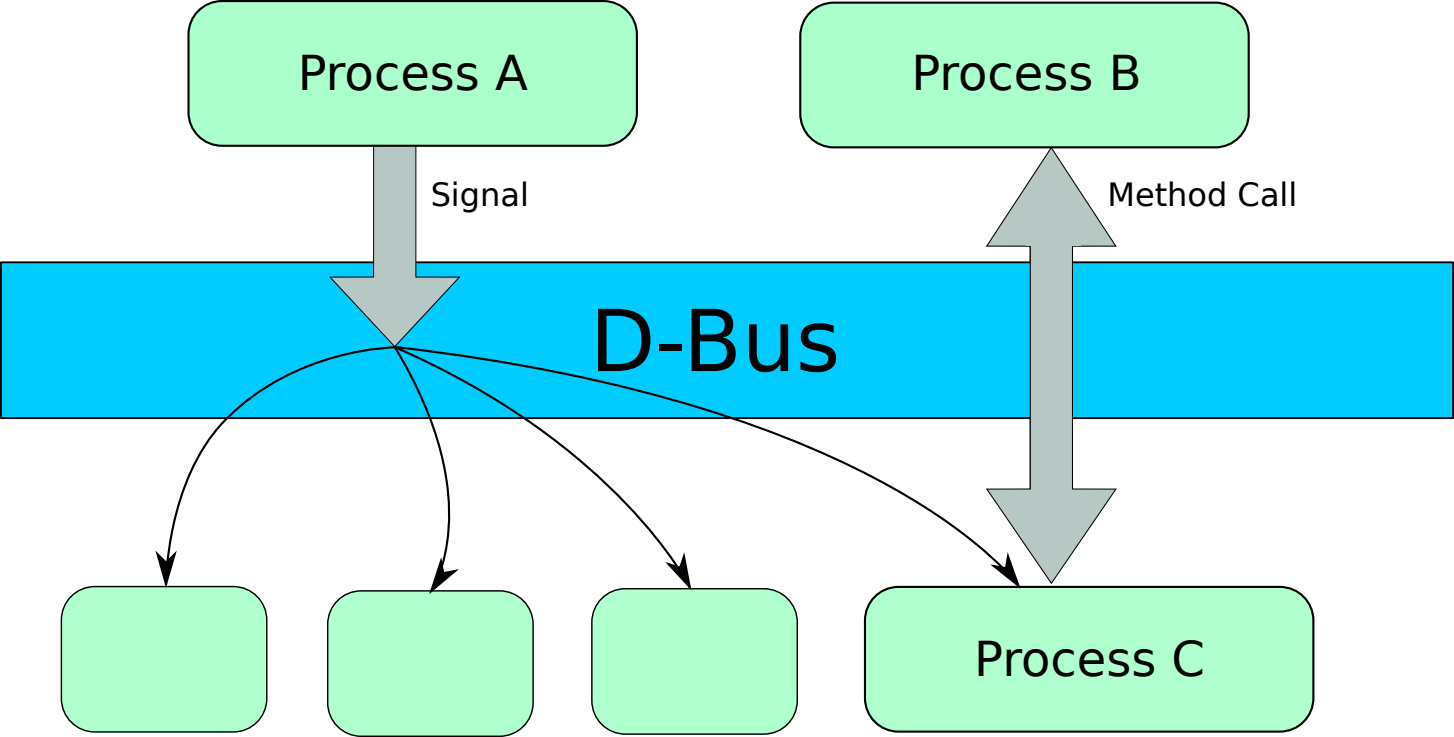 Process A
Process B
Signal
Method Call
D-Bus
Process C